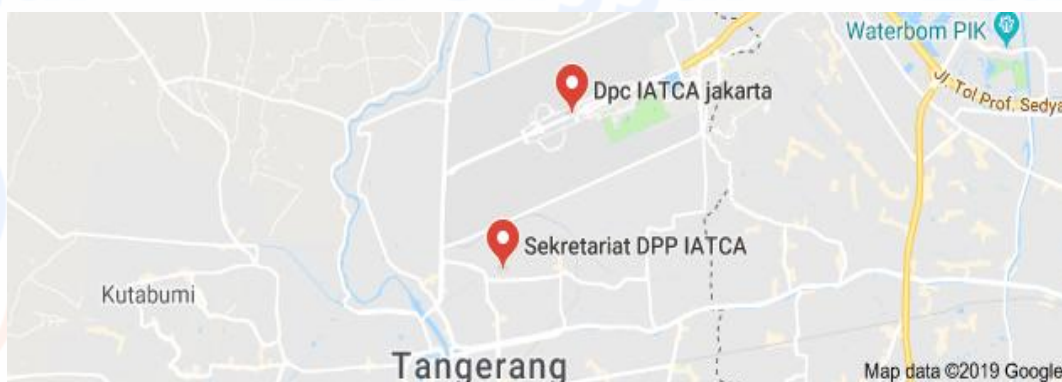 Waterbom PIK
Dpc IATCA jakarta
Jl. Tol Prof. Sedya
Sekretariat DPP IATCA
Kutabumi
Tangerang
Map data ©2019 Google